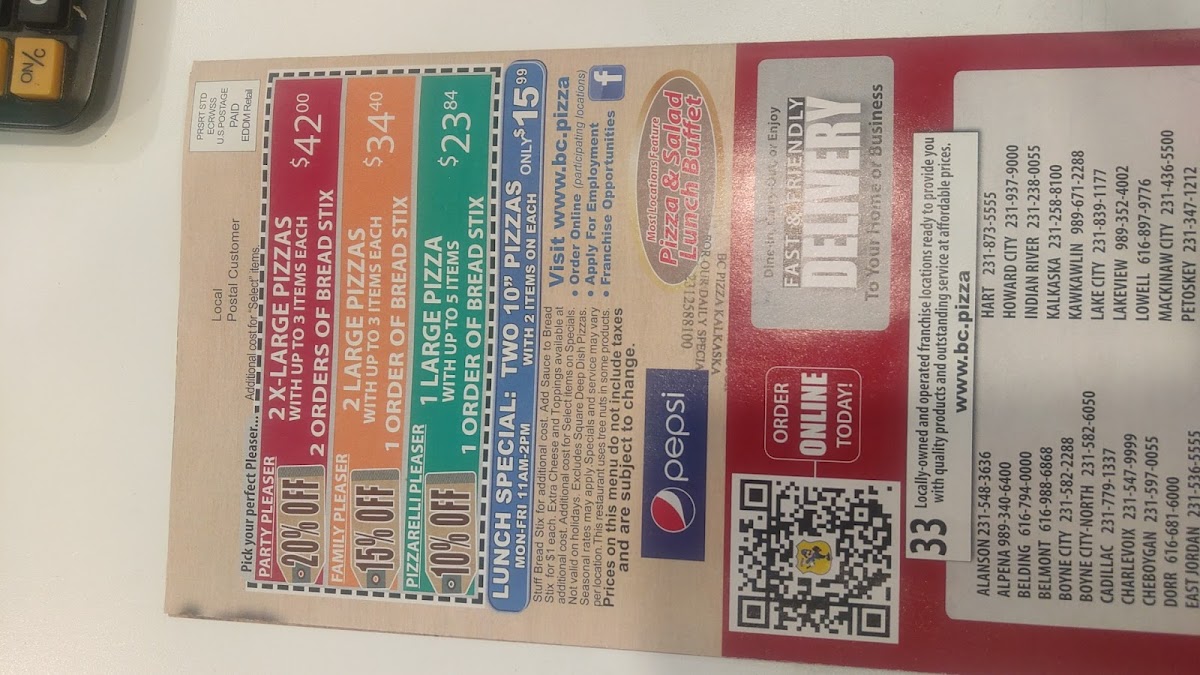 ON/C
PRSRT STD
ECRWSS
U.S. POSTAGE
PAID
EDDM Retail
Local
Postal Customer
Pick your perfect Pleaser... Additional cost for "Select" items.
PARTY PLEASER
20% OFF
2 X-LARGE PIZZAS
WITH UP TO 3 ITEMS EACH
2 ORDERS OF BREAD STIX
$42.00
FAMILY PLEASER
15% OFF
2 LARGE PIZZAS
WITH UP TO 3 ITEMS EACH
1 ORDER OF BREAD STIX
$34.40
PIZZARELLI PLEASER
10% OFF
1 LARGE PIZZA
WITH UP TO 5 ITEMS
1 ORDER OF BREAD STIX
$23.84
LUNCH SPECIAL: TWO 10" PIZZAS
MON-FRI 11AM-2PM WITH 2 ITEMS ON EACH
ONLY $15.99
Stuff Bread Stix for additional cost. Add Sauce to Bread
Stix for $1 each. Extra Cheese and Toppings available at
additional cost. Additional cost for Select items on Specials.
Not valid on holidays. Excludes Square Deep Dish Pizzas.
Seasonal rates may apply. Specials and service may vary
per location. This restaurant uses tree nuts in some products.
Prices on this menu do not include taxes
and are subject to change.
Visit www.bc.pizza
• Order Online (participating locations)
• Apply For Employment
• Franchise Opportunities
f
pepsi
Most Locations Feature
Pizza & Salad
Lunch Buffet
BC PIZZA KALKASKA
FOR OUR DAILY SPECIA
2312588100
ORDER
ONLINE
TODAY!
Dine-In, Carry-Out, or Enjoy
FAST & FRIENDLY
DELIVERY
To Your Home or Business
33 Locally-owned and operated franchise locations ready to provide you
with quality products and outstanding service at affordable prices.
www.bc.pizza
ALANSON 231-548-3636
ALPENA 989-340-6400
BELDING 616-794-0000
BELMONT 616-988-6868
BOYNE CITY 231-582-2288
BOYNE CITY-NORTH 231-582-6050
CADILLAC 231-779-1337
CHARLEVOIX 231-547-9999
CHEBOYGAN 231-597-0055
DORR 616-681-6000
EAST JORDAN 231-536-5555
HART 231-873-5555
HOWARD CITY 231-937-9000
INDIAN RIVER 231-238-0055
KALKASKA 231-258-8100
KAWKAWLIN 989-671-2288
LAKE CITY 231-839-1177
LAKEVIEW 989-352-4002
LOWELL 616-897-9776
MACKINAW CITY 231-436-5500
PETOSKEY 231-347-1212